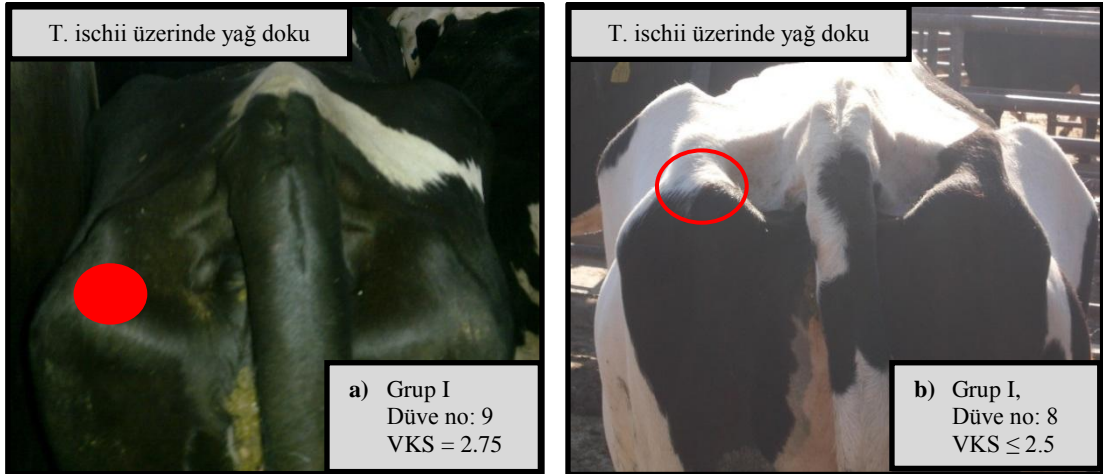 T. ischii üzerinde yağ doku
a) Grup I
Düve no: 9
VKS = 2.75
T. ischii üzerinde yağ doku
b) Grup I,
Düve no: 8
VKS ≤ 2.5